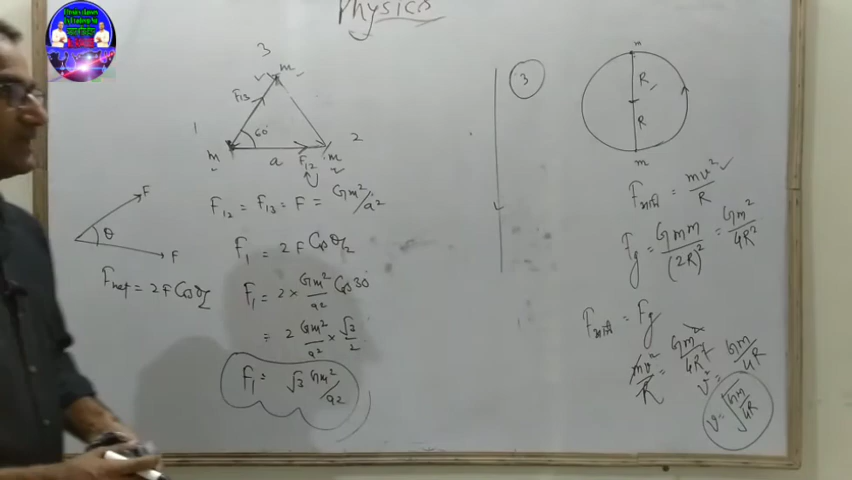 Physics
3
m
F₁₃
60°
1
2
m
a
F₁₂
m
F₁₂ = F₁₃ = F = Gm²/a²
F
θ
F
Fnet = 2F Cos θ/2
F₁ = 2F Cos θ/2
F₁ = 2 × Gm²/a² Cos 30°
= 2 Gm²/a² × √3/2
F₁ = √3 Gm²/a²
3
m
R
R
m
= mv²/R
Fg = Gmm/(2R)² = Gm²/4R²
= Fg
mv²/R =
v² = Gm/4R
v = √Gm/4R